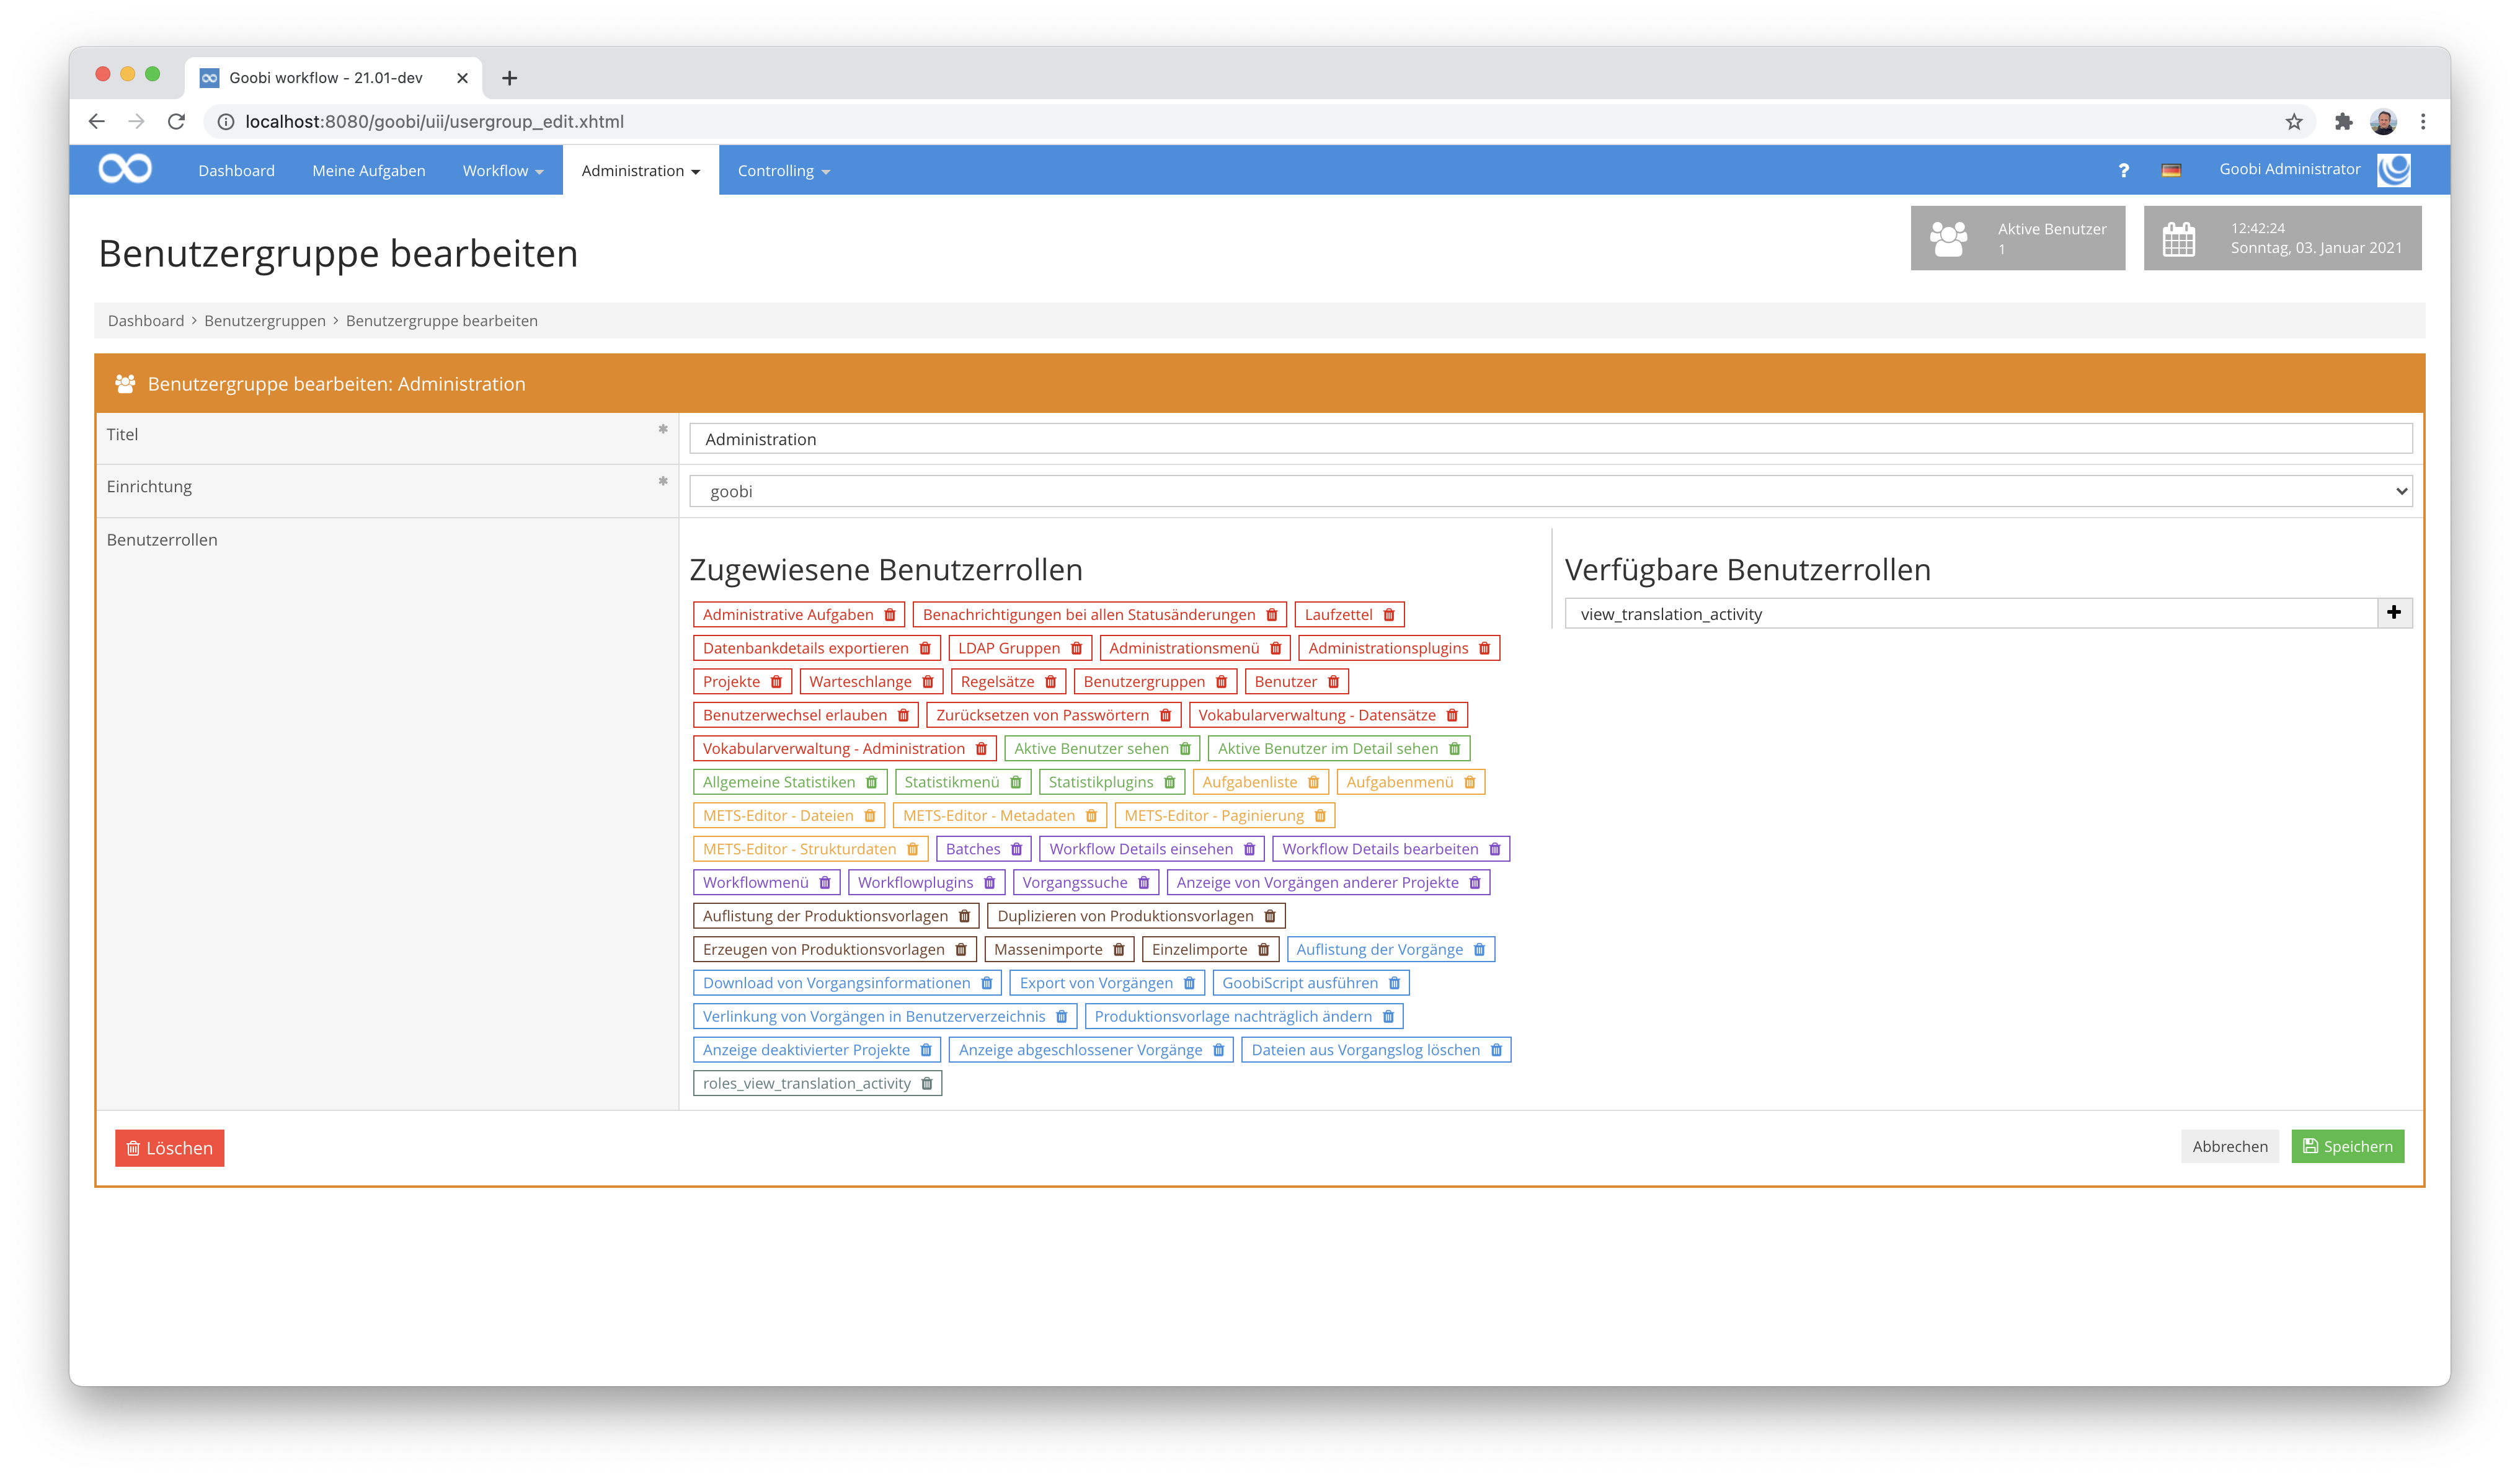 Goobi workflow - 21.01-dev
localhost:8080/goobi/uii/usergroup_edit.xhtml
Dashboard Meine Aufgaben Workflow Administration Controlling ? Goobi Administrator
Aktive Benutzer
1
12:42:24
Sonntag, 03. Januar 2021
Benutzergruppe bearbeiten
Dashboard > Benutzergruppen > Benutzergruppe bearbeiten
Benutzergruppe bearbeiten: Administration
Titel * Administration
Einrichtung * goobi
Benutzerrollen
Zugewiesene Benutzerrollen
Administrative Aufgaben Benachrichtigungen bei allen Statusänderungen Laufzettel
Datenbankdetails exportieren LDAP Gruppen Administrationsmenü Administrationsplugins
Projekte Warteschlange Regelsätze Benutzergruppen Benutzer
Benutzerwechsel erlauben Zurücksetzen von Passwörtern Vokabularverwaltung - Datensätze
Vokabularverwaltung - Administration Aktive Benutzer sehen Aktive Benutzer im Detail sehen
Allgemeine Statistiken Statistikmenü Statistikplugins Aufgabenliste Aufgabenmenü
METS-Editor - Dateien METS-Editor - Metadaten METS-Editor - Paginierung
METS-Editor - Strukturdaten Batches Workflow Details einsehen Workflow Details bearbeiten
Workflowmenü Workflowplugins Vorgangssuche Anzeige von Vorgängen anderer Projekte
Auflistung der Produktionsvorlagen Duplizieren von Produktionsvorlagen
Erzeugen von Produktionsvorlagen Massenimporte Einzelimporte Auflistung der Vorgänge
Download von Vorgangsinformationen Export von Vorgängen GoobiScript ausführen
Verlinkung von Vorgängen in Benutzerverzeichnis Produktionsvorlage nachträglich ändern
Anzeige deaktivierter Projekte Anzeige abgeschlossener Vorgänge Dateien aus Vorgangslog löschen
roles_view_translation_activity
Verfügbare Benutzerrollen
view_translation_activity
Löschen
Abbrechen Speichern